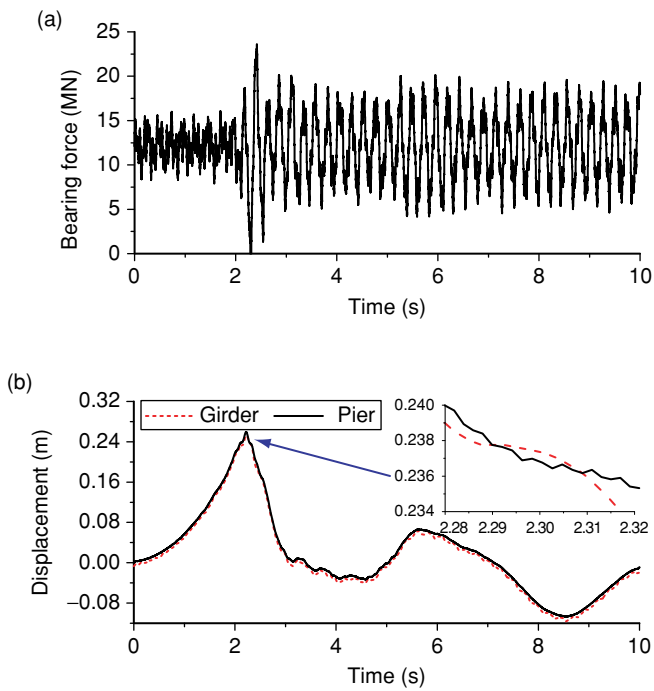 (a)
25
20
15
10
5
0
Bearing force (MN)
0 2 4 6 8 10
Time (s)
(b)
0.32
0.24
0.16
0.08
0.00
−0.08
Displacement (m)
Girder Pier
0.240
0.238
0.236
0.234
2.28 2.29 2.30 2.31 2.32
0 2 4 6 8 10
Time (s)